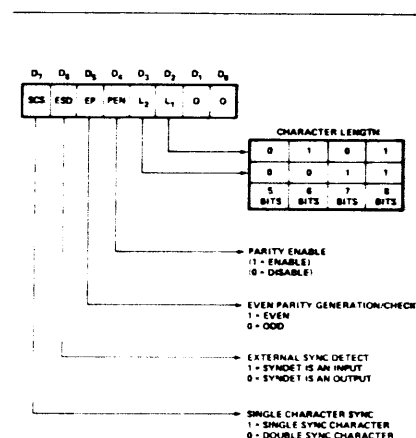 D7 D6 D5 D4 D3 D2 D1 D0
SCS ESD EP PEN L2 L1 0 0
CHARACTER LENGTH
0 1 0 1
0 0 1 1
5 BITS 6 BITS 7 BITS 8 BITS
PARITY ENABLE
(1 = ENABLE)
(0 = DISABLE)
EVEN PARITY GENERATION/CHECK
1 = EVEN
0 = ODD
EXTERNAL SYNC DETECT
1 = SYNDET IS AN INPUT
0 = SYNDET IS AN OUTPUT
SINGLE CHARACTER SYNC
1 = SINGLE SYNC CHARACTER
0 = DOUBLE SYNC CHARACTER